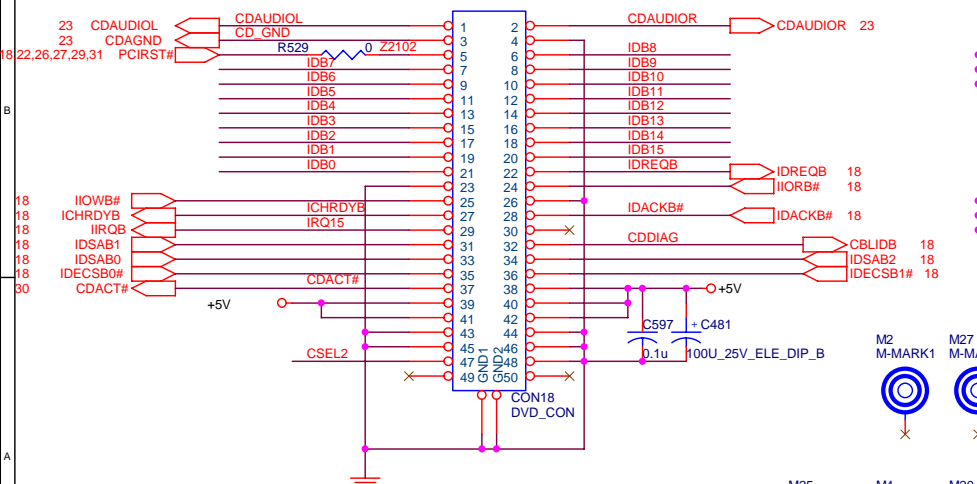 23 CDAUDIOL CDAUDIOL 1 2 CDAUDIOR CDAUDIOR 23
23 CDAGND CD_GND 3 4
18,22,26,27,29,31 PCIRST# R529 0 Z2102 5 6 IDB8
IDB7 7 8 IDB9
IDB6 9 10 IDB10
IDB5 11 12 IDB11
B IDB4 13 14 IDB12
IDB3 15 16 IDB13
IDB2 17 18 IDB14
IDB1 19 20 IDB15
IDB0 21 22 IDREQB IDREQB 18
23 24 IIORB# 18
18 IIOWB# 25 26
18 ICHRDYB ICHRDYB 27 28 IDACKB# IDACKB# 18
18 IIRQB IRQ15 29 30
18 IDSAB1 31 32 CDDIAG CBLIDB 18
18 IDSAB0 33 34 IDSAB2 18
18 IDECSB0# 35 36 IDECSB1# 18
30 CDACT# CDACT# 37 38 +5V
+5V 39 40
41 42
43 44 C597 + C481
45 46
CSEL2 47 48 0.1u 100U_25V_ELE_DIP_B
49 GND1 GND2 50
CON18
DVD_CON
M2 M27
M-MARK1
A